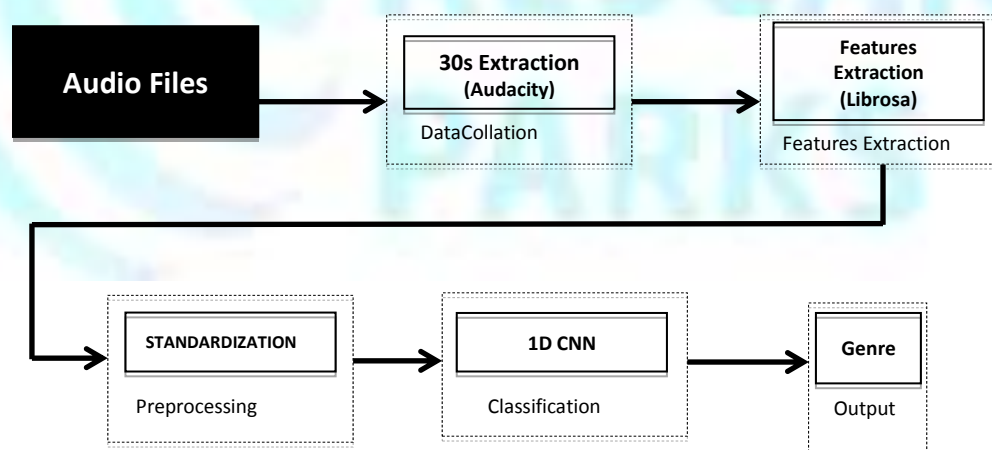 Audio Files
30s Extraction
(Audacity)
DataCollation
Features
Extraction
(Librosa)
Features Extraction
STANDARDIZATION
Preprocessing
1D CNN
Classification
Genre
Output